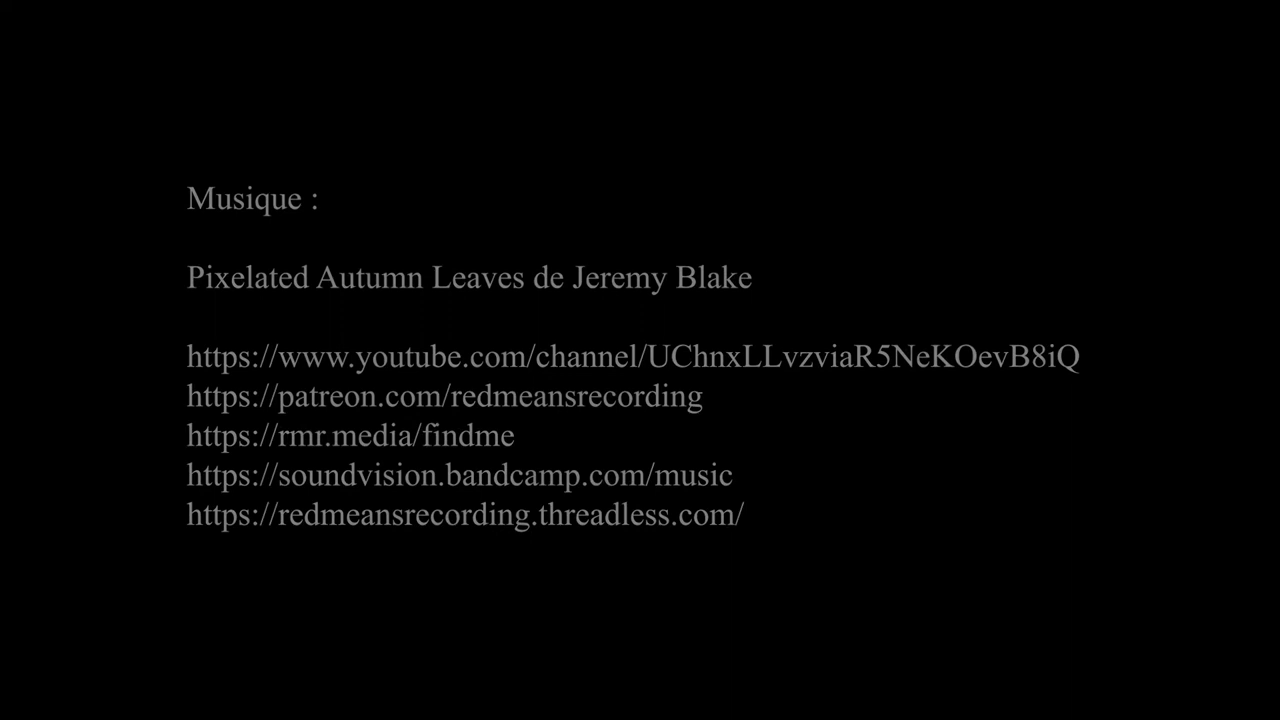 Musique :
Pixelated Autumn Leaves de Jeremy Blake
https://www.youtube.com/channel/UChnxLLvzviaR5NeKOevB8iQ
https://patreon.com/redmeansrecording
https://rmr.media/findme
https://soundvision.bandcamp.com/music
https://redmeansrecording.threadless.com/